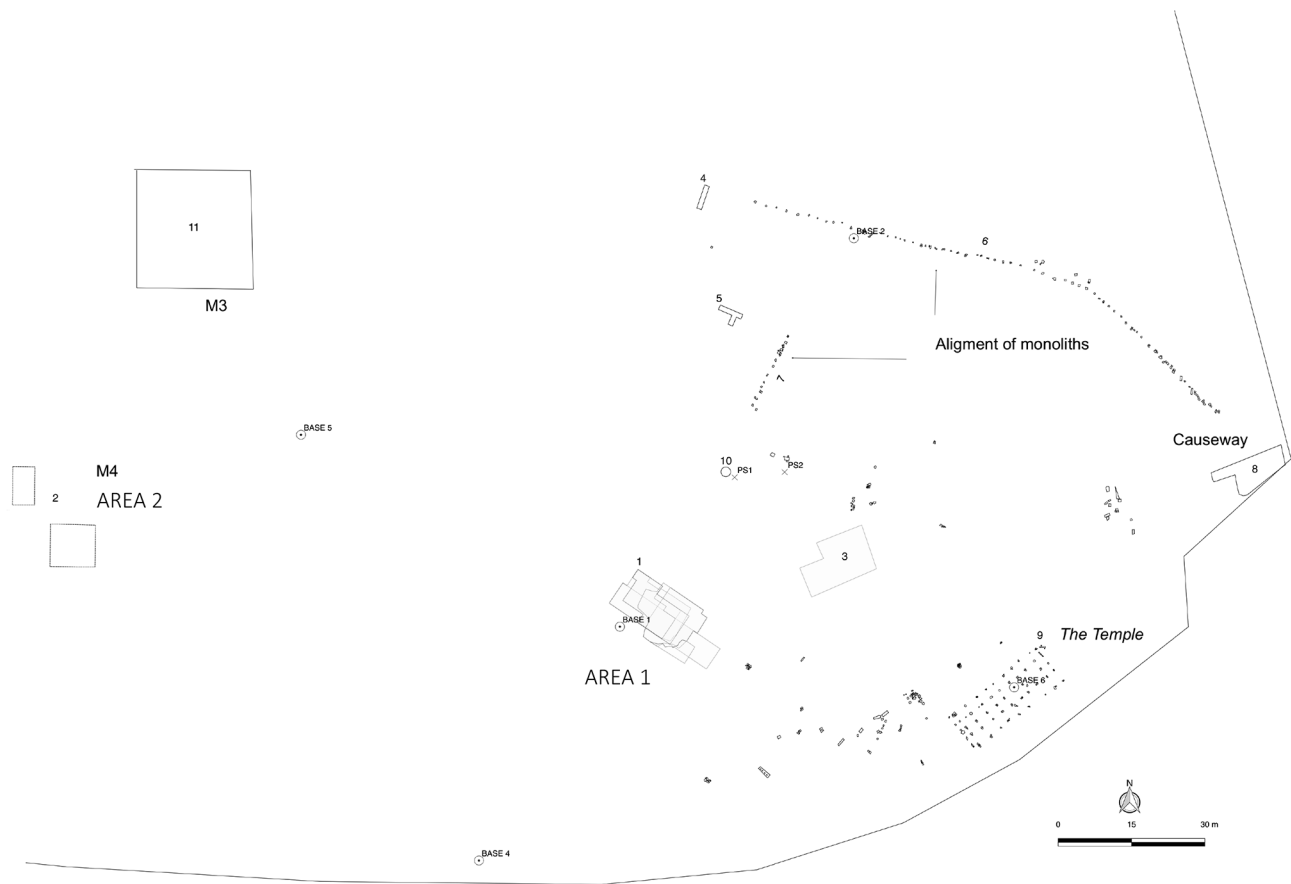 4
11
BASE 2
6
M3
5
Aligment of monoliths
7
BASE 5
Causeway
M4
10
PS1
PS2
8
2
AREA 2
3
1
BASE 1
9
The Temple
AREA 1
BASE 6
N
0
15
30 m
BASE 4